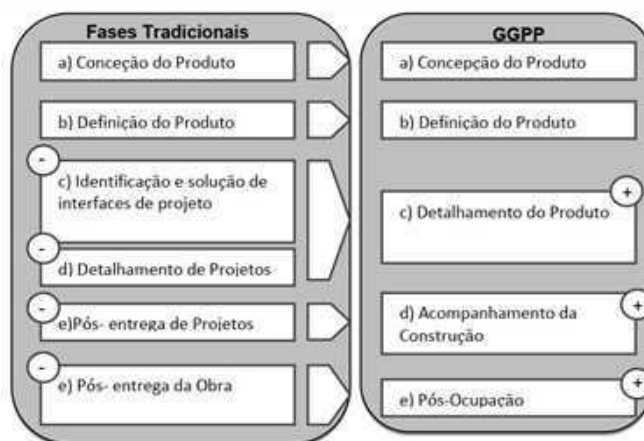 Fases Tradicionais
a) Conceção do Produto
b) Definição do Produto
-
c) Identificação e solução de
interfaces de projeto
-
d) Detalhamento de Projetos
-
e)Pós- entrega de Projetos
-
e) Pós- entrega da Obra
GGPP
a) Concepção do Produto
b) Definição do Produto
+
c) Detalhamento do Produto
+
d) Acompanhamento da
Construção
+
e) Pós-Ocupação